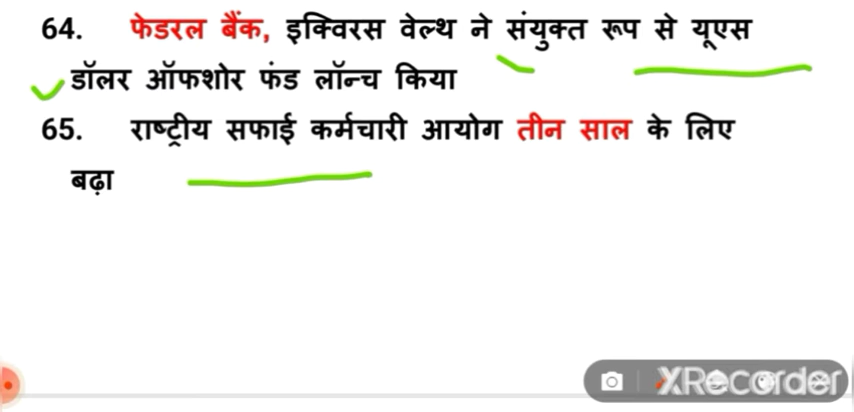 64. फेडरल बैंक, इक्विरस वेल्थ ने संयुक्त रूप से यूएस
डॉलर ऑफशोर फंड लॉन्च किया
65. राष्ट्रीय सफाई कर्मचारी आयोग तीन साल के लिए
बढ़ा
XRecorder